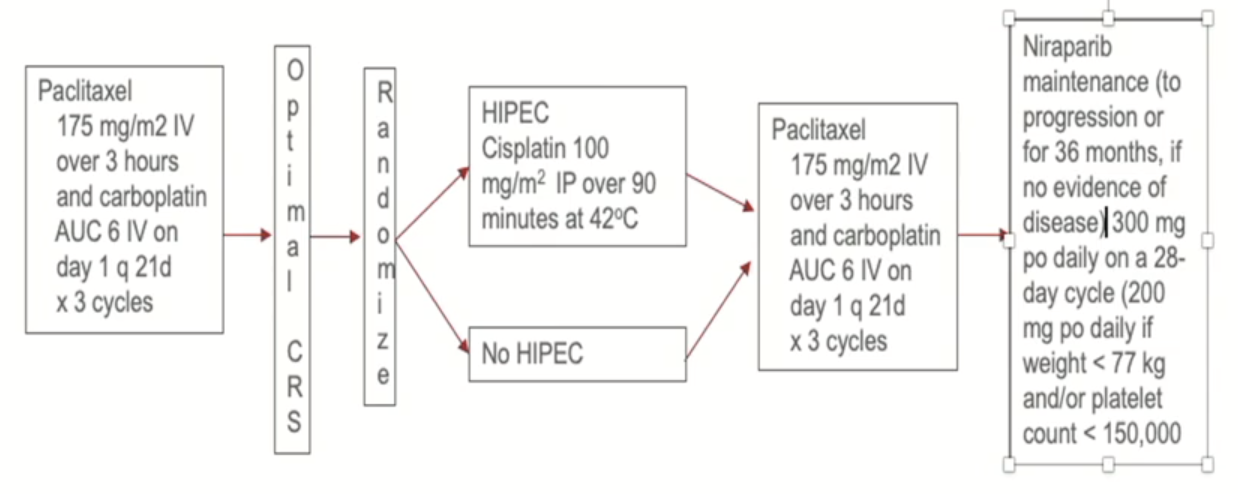 Paclitaxel
175 mg/m2 IV
over 3 hours
and carboplatin
AUC 6 IV on
day 1 q 21d
x 3 cycles
Optimal CRS
Randomize
HIPEC
Cisplatin 100
mg/m² IP over 90
minutes at 42ºC
No HIPEC
Paclitaxel
175 mg/m2 IV
over 3 hours
and carboplatin
AUC 6 IV on
day 1 q 21d
x 3 cycles
Niraparib
maintenance (to
progression or
for 36 months, if
no evidence of
disease) 300 mg
po daily on a 28-
day cycle (200
mg po daily if
weight < 77 kg
and/or platelet
count < 150,000